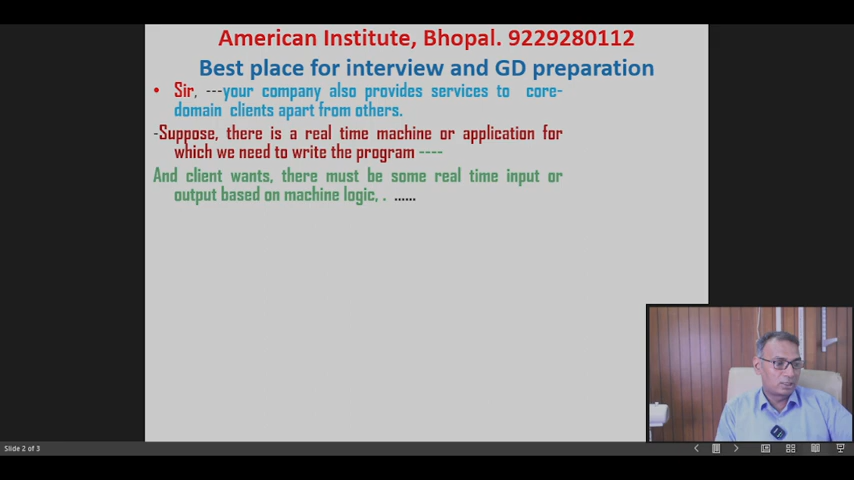 American Institute, Bhopal. 9229280112
Best place for interview and GD preparation
• Sir, ---your company also provides services to core-
domain clients apart from others.
-Suppose, there is a real time machine or application for
which we need to write the program ----
And client wants, there must be some real time input or
output based on machine logic, . ......
Slide 2 of 3